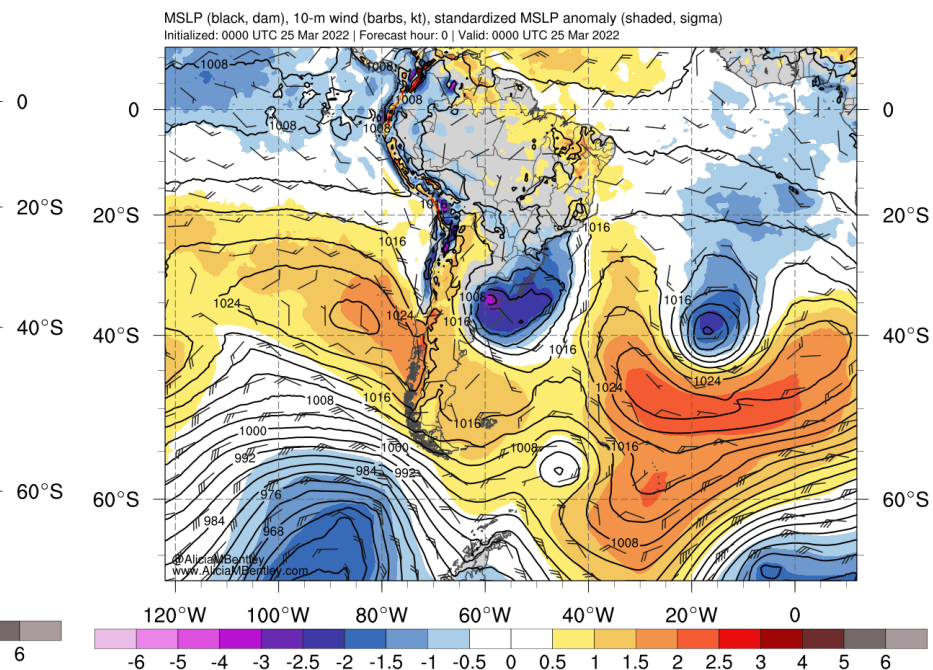 MSLP (black, dam), 10-m wind (barbs, kt), standardized MSLP anomaly (shaded, sigma)
Initialized: 0000 UTC 25 Mar 2022 | Forecast hour: 0 | Valid: 0000 UTC 25 Mar 2022
1008
1008
1008
0
0
0
1008
1008
20°S
20°S
20°S
1016
1016
1008
1016
1024
1024
1016
40°S
40°S
40°S
1016
1024
1024
1008
1016
1016
1000
1000
1008
1016
992
984
992
976
60°S
60°S
60°S
984
968
1008
@AliciaMBentley
www.AliciaMBentley.com
120°W 100°W 80°W 60°W 40°W 20°W 0
6
-6 -5 -4 -3 -2.5 -2 -1.5 -1 -0.5 0 0.5 1 1.5 2 2.5 3 4 5 6